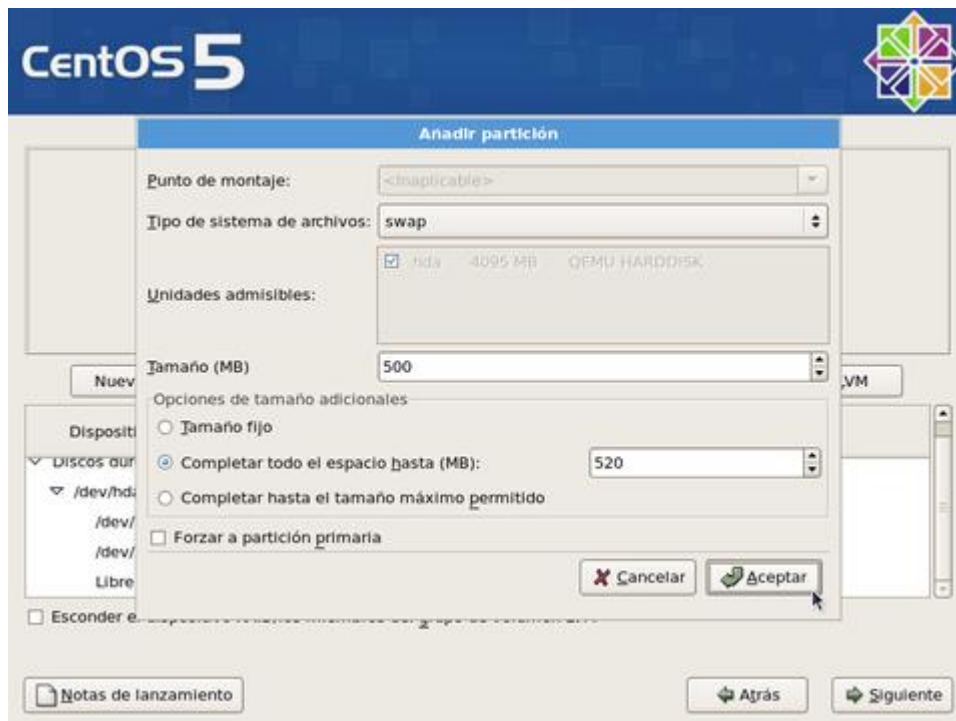 CentOS 5
Añadir partición
Punto de montaje: <Inaplicable>
Tipo de sistema de archivos: swap
hda 4095 MB QEMU HARDDISK
Unidades admisibles:
Tamaño (MB) 500
Nuev
VM
Opciones de tamaño adicionales
Dispositi
Tamaño fijo
Discos dur
Completar todo el espacio hasta (MB): 520
/dev/hda
Completar hasta el tamaño máximo permitido
/dev/
Forzar a partición primaria
/dev/
Libre
Cancelar Aceptar
Esconder e
Notas de lanzamiento Atrás Siguiente